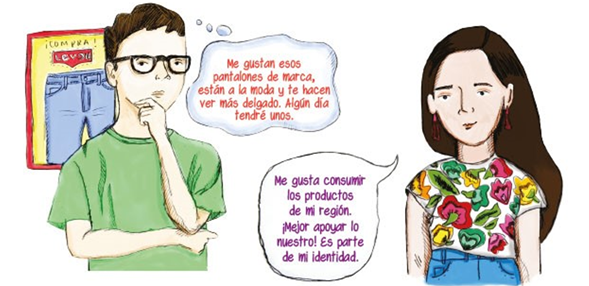 ¡COMPRA!
Me gustan esos
pantalones de marca,
están a la moda y te hacen
ver más delgado. Algún día
tendré unos.
Me gusta consumir
los productos
de mi región.
¡Mejor apoyar lo
nuestro! Es parte
de mi identidad.